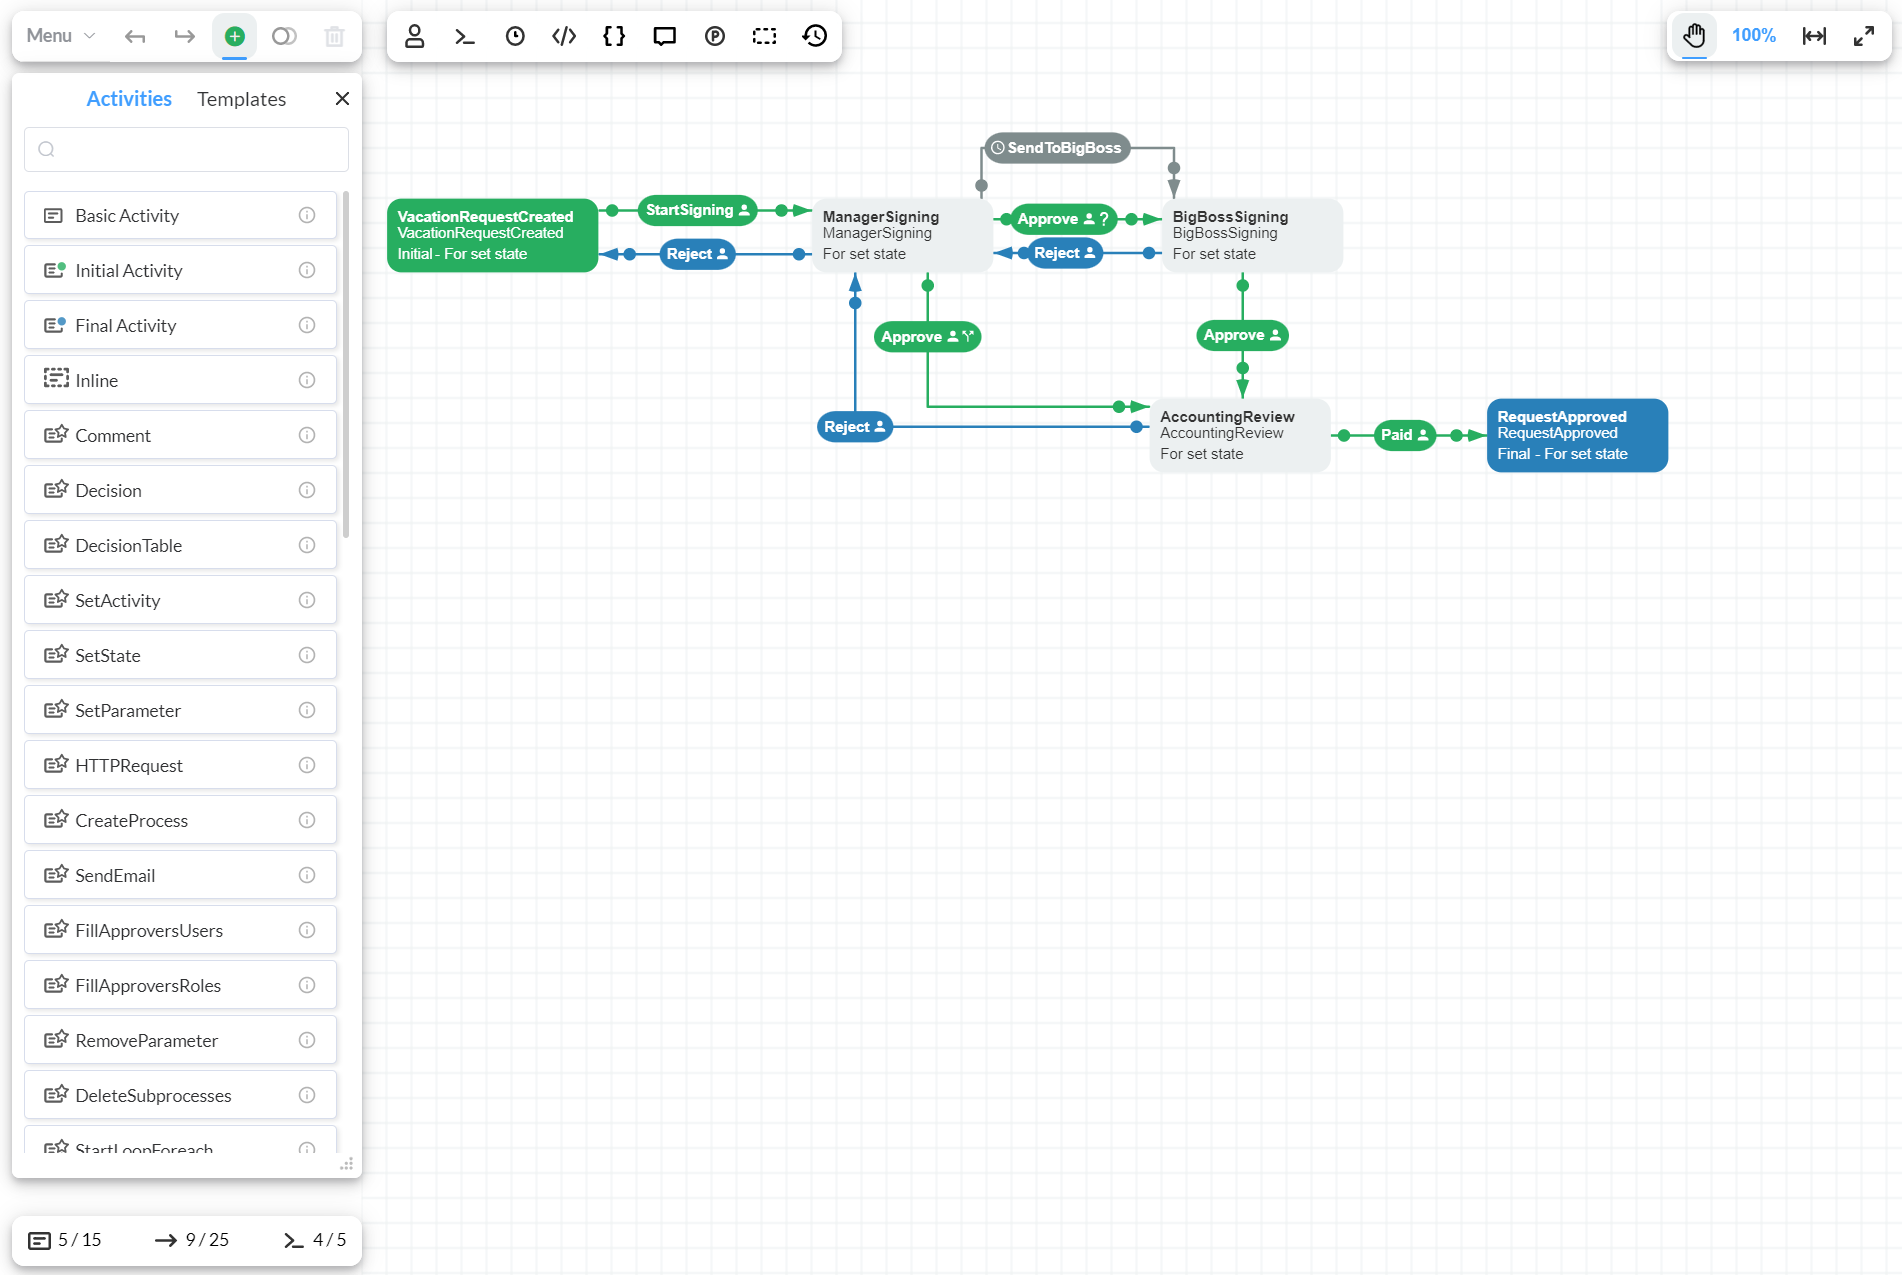 Menu
100%
Activities Templates
Basic Activity
Initial Activity
Final Activity
Inline
Comment
Decision
DecisionTable
SetActivity
SetState
SetParameter
HTTPRequest
CreateProcess
SendEmail
FillApproversUsers
FillApproversRoles
RemoveParameter
DeleteSubprocesses
StartLoopForeach
5 / 15
9 / 25
4 / 5
SendToBigBoss
VacationRequestCreated
VacationRequestCreated
Initial - For set state
StartSigning
Reject
ManagerSigning
ManagerSigning
For set state
Approve ?
Reject
BigBossSigning
BigBossSigning
For set state
Approve
Approve
Reject
AccountingReview
AccountingReview
For set state
Paid
RequestApproved
RequestApproved
Final - For set state